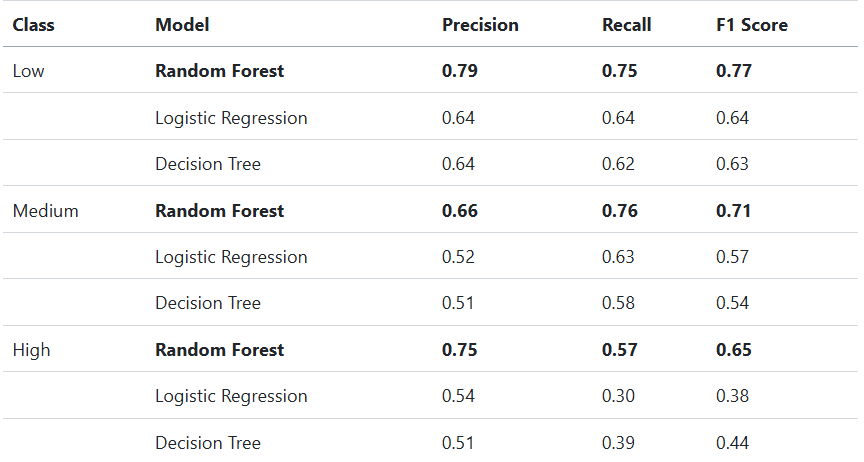 Class Model Precision Recall F1 Score
Low Random Forest 0.79 0.75 0.77
Logistic Regression 0.64 0.64 0.64
Decision Tree 0.64 0.62 0.63
Medium Random Forest 0.66 0.76 0.71
Logistic Regression 0.52 0.63 0.57
Decision Tree 0.51 0.58 0.54
High Random Forest 0.75 0.57 0.65
Logistic Regression 0.54 0.30 0.38
Decision Tree 0.51 0.39 0.44